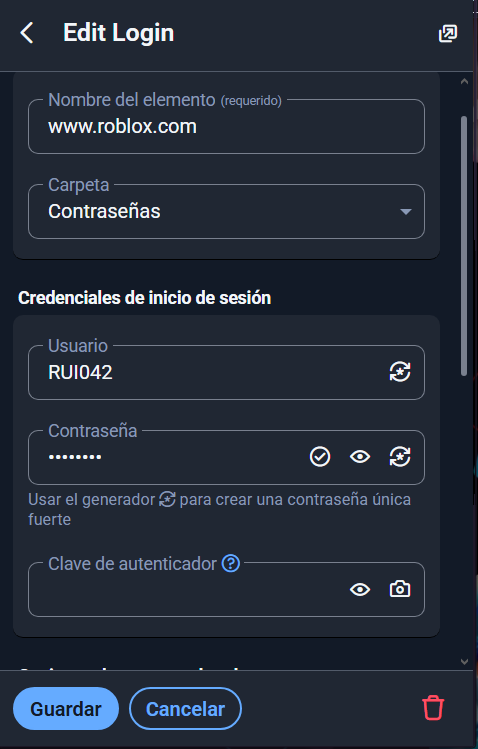 Edit Login
Nombre del elemento (requerido)
www.roblox.com
Carpeta
Contraseñas
Credenciales de inicio de sesión
Usuario
RUI042
Contraseña
••••••••
Usar el generador para crear una contraseña única
fuerte
Clave de autenticador
Guardar
Cancelar